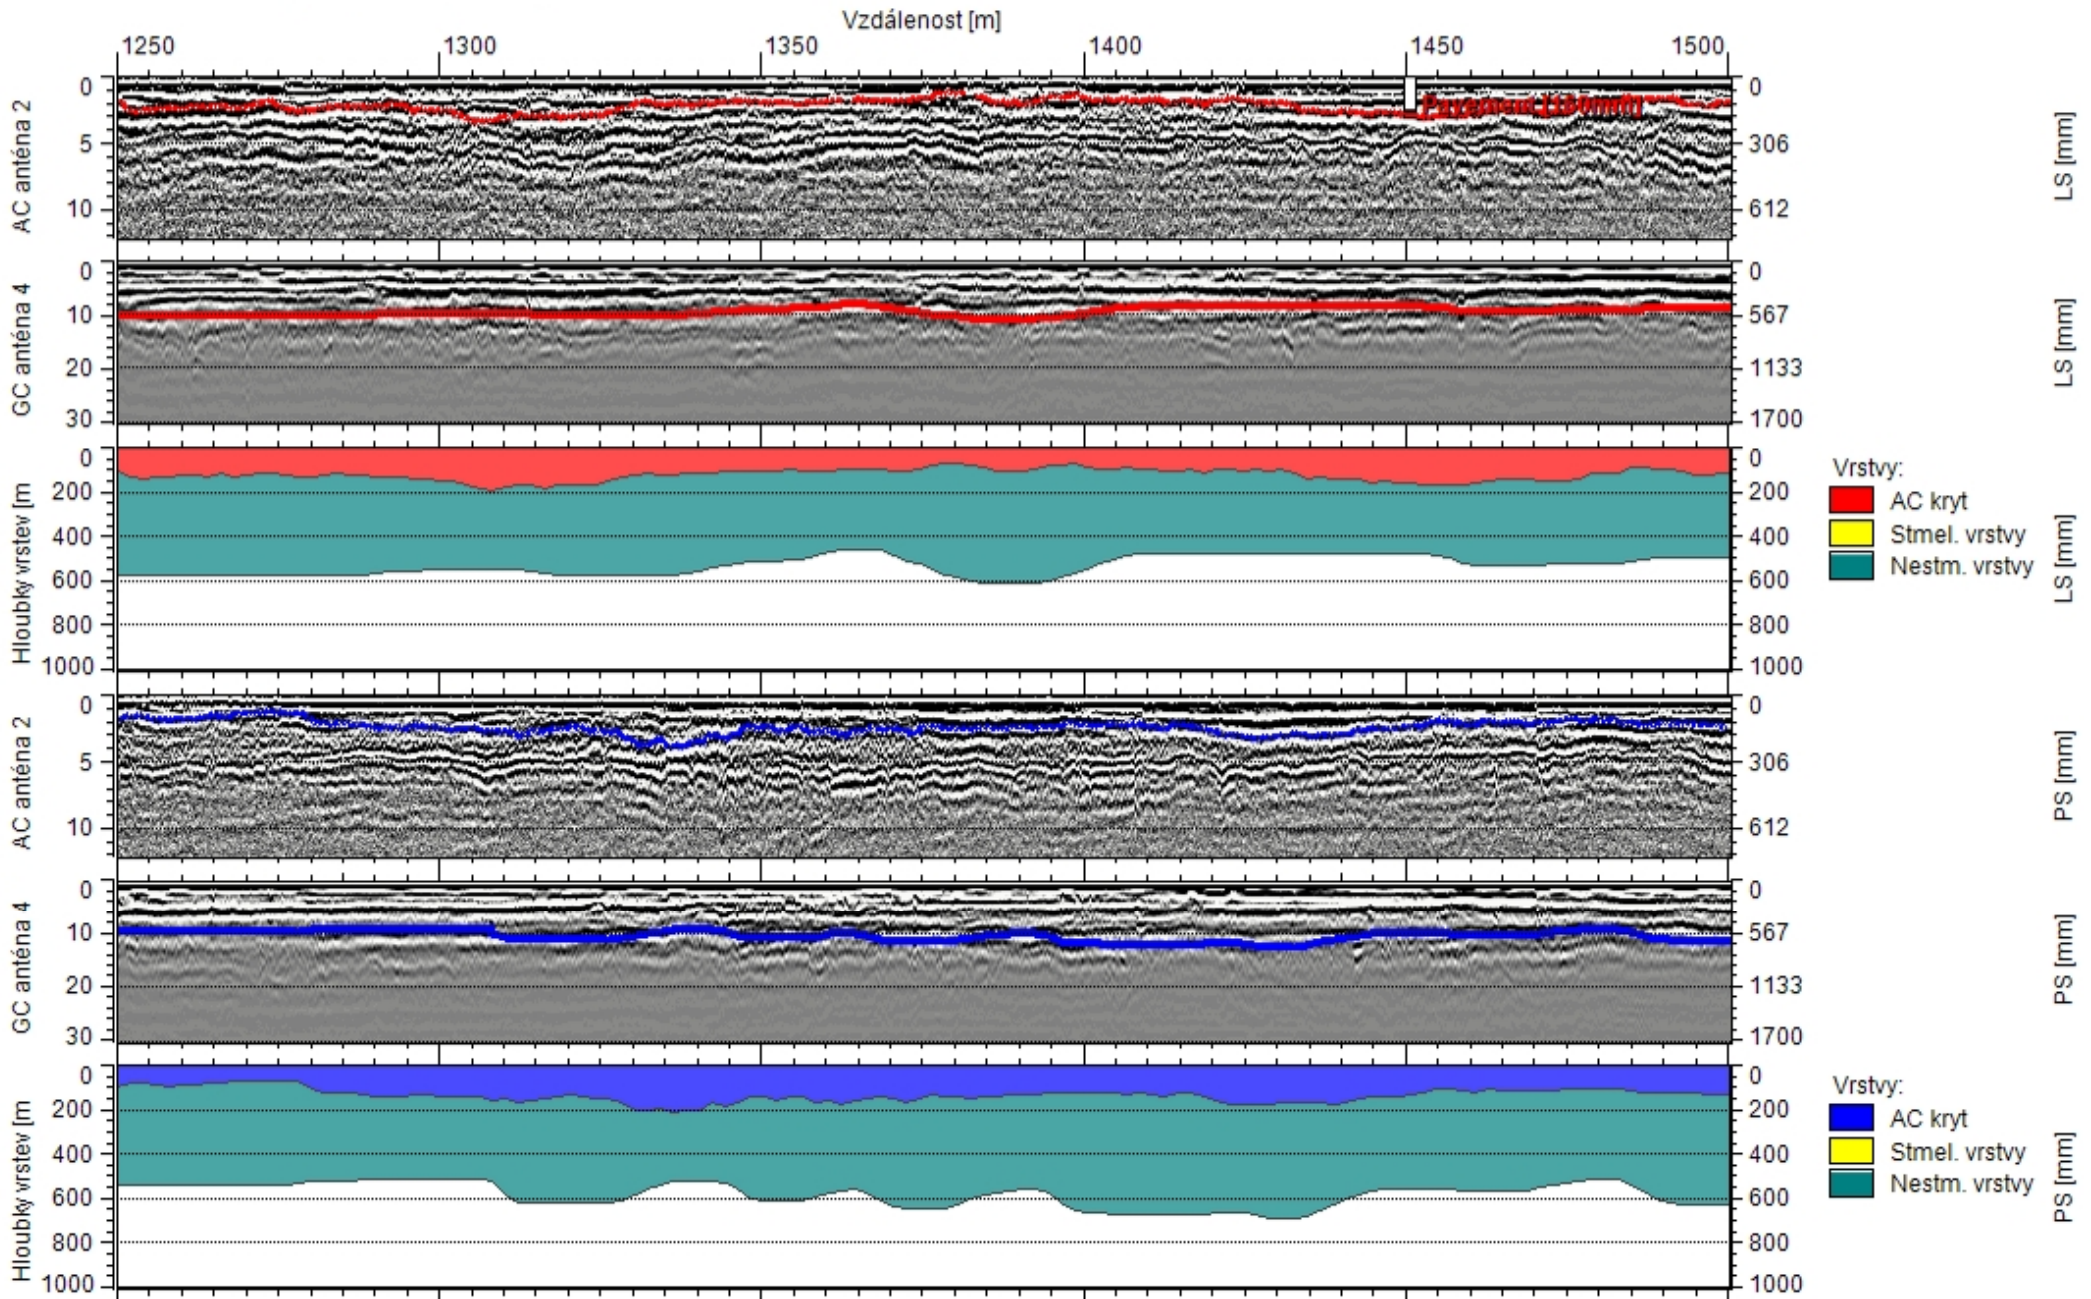 Vzdálenost [m]
1250 1300 1350 1400 1450 1500
AC anténa 2
0 5 10
Pavement [180mm]
0 306 612
LS [mm]
GC anténa 4
0 10 20 30
0 567 1133 1700
LS [mm]
Hloubky vrstev [m
0 200 400 600 800 1000
0 200 400 600 800 1000
LS [mm]
Vrstvy:
AC kryt
Stmel. vrstvy
Nestm. vrstvy
AC anténa 2
0 5 10
0 306 612
PS [mm]
GC anténa 4
0 10 20 30
0 567 1133 1700
PS [mm]
Hloubky vrstev [m
0 200 400 600 800 1000
0 200 400 600 800 1000
PS [mm]
Vrstvy:
AC kryt
Stmel. vrstvy
Nestm. vrstvy